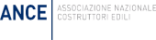 ANCE ASSOCIAZIONE NAZIONALE
COSTRUTTORI EDILI